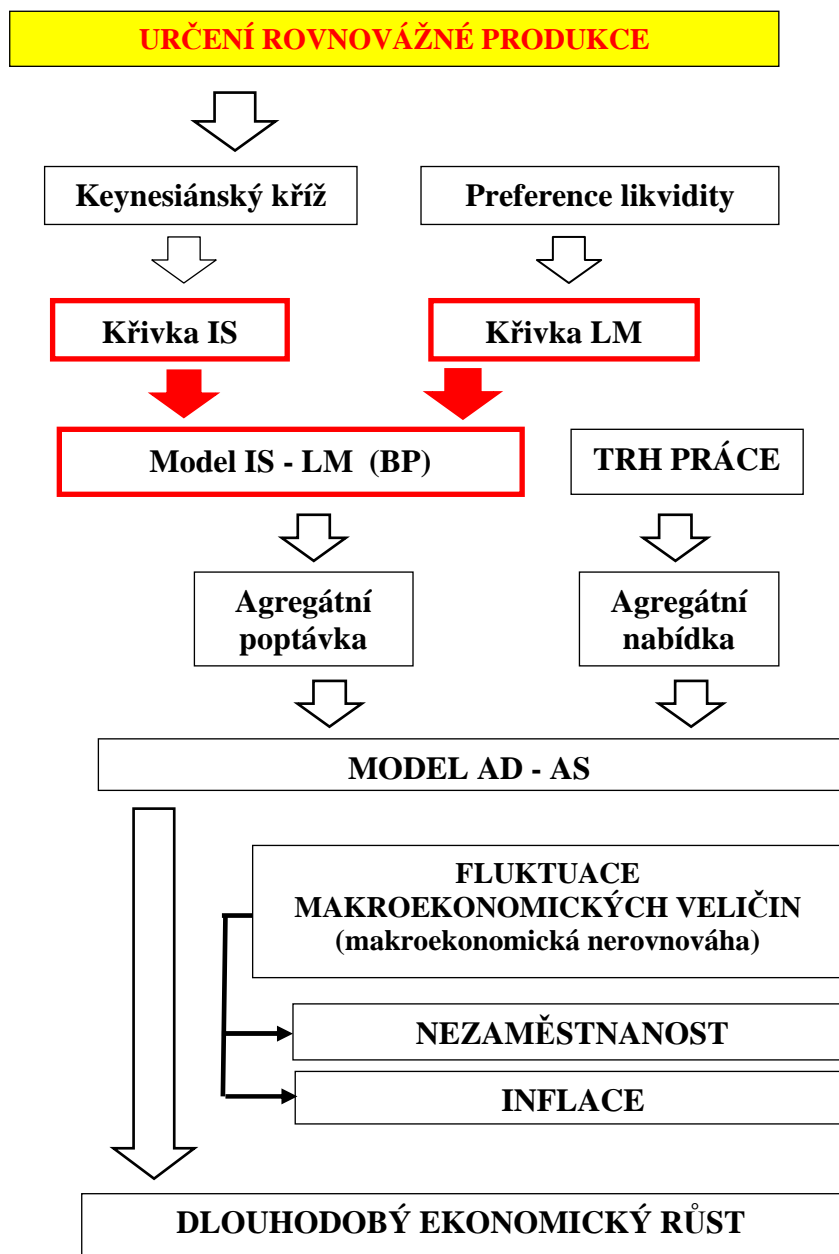 URČENÍ ROVNOVÁŽNÉ PRODUKCE
Keynesiánský kříž
Preference likvidity
Křivka IS
Křivka LM
Model IS - LM (BP)
TRH PRÁCE
Agregátní
poptávka
Agregátní
nabídka
MODEL AD - AS
FLUKTUACE
MAKROEKONOMICKÝCH VELIČIN
(makroekonomická nerovnováha)
NEZAMĚSTNANOST
INFLACE
DLOUHODOBÝ EKONOMICKÝ RŮST